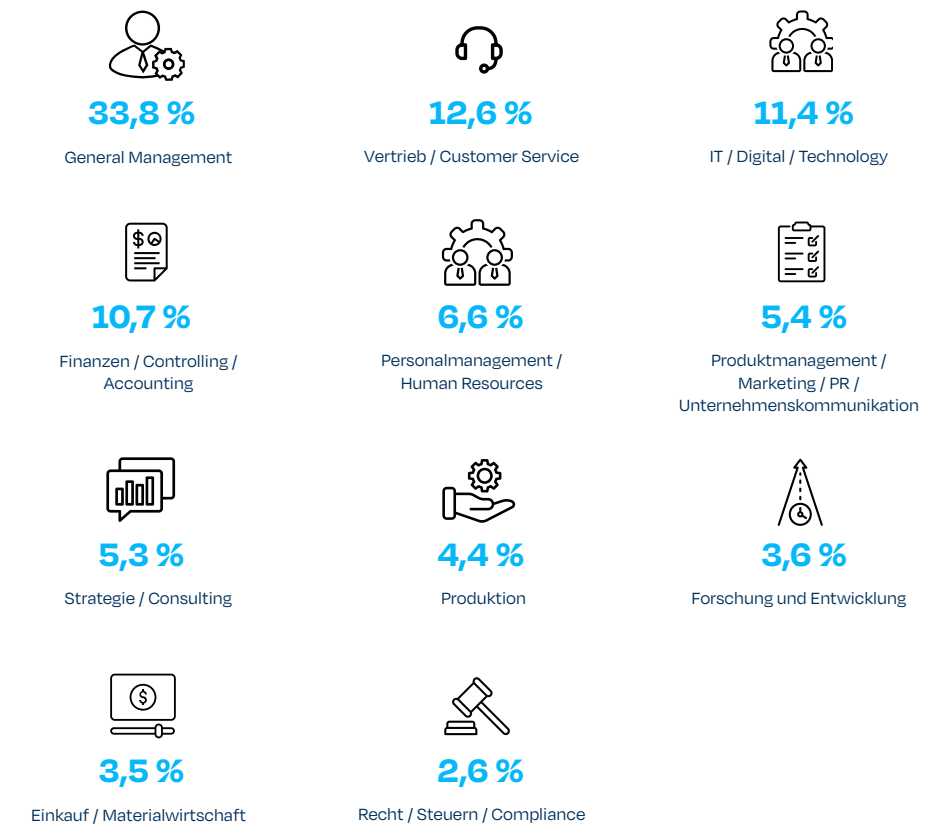 33,8 %
General Management
12,6 %
Vertrieb / Customer Service
11,4 %
IT / Digital / Technology
$
10,7 %
Finanzen / Controlling /
Accounting
6,6 %
Personalmanagement /
Human Resources
5,4 %
Produktmanagement /
Marketing / PR /
Unternehmenskommunikation
5,3 %
Strategie / Consulting
4,4 %
Produktion
3,6 %
Forschung und Entwicklung
$
3,5 %
Einkauf / Materialwirtschaft
2,6 %
Recht / Steuern / Compliance